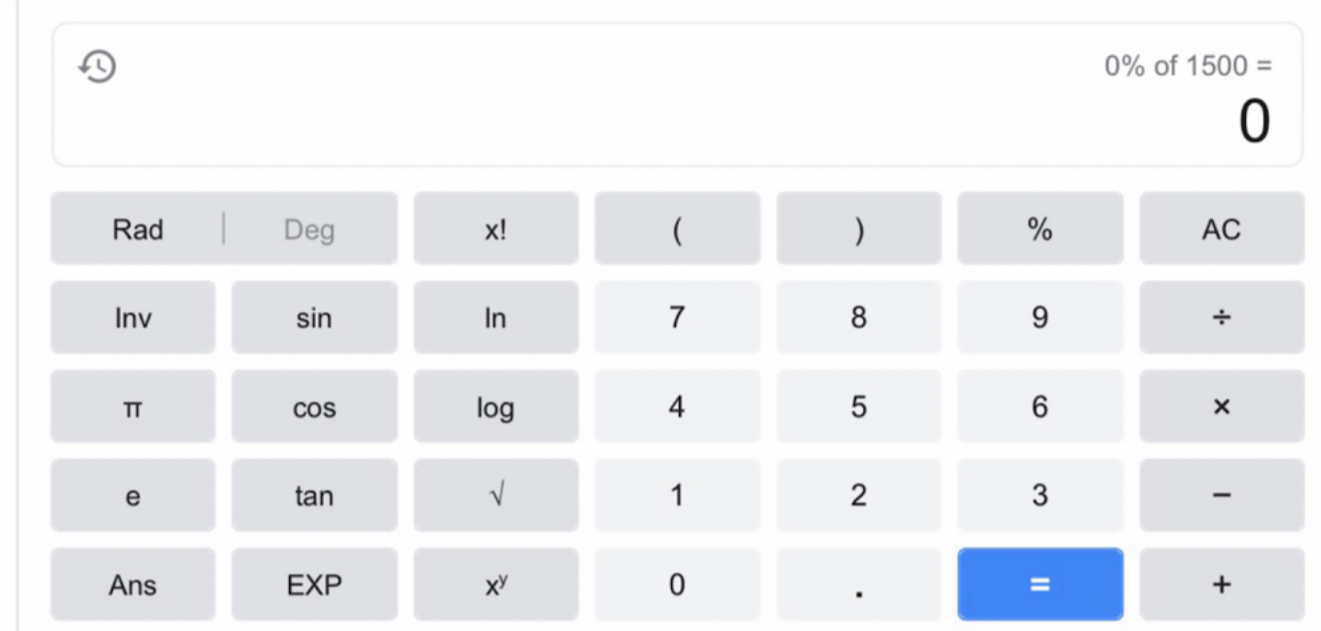 0% of 1500 =
0
Rad | Deg x! ( ) % AC
Inv sin ln 7 8 9 ÷
π cos log 4 5 6 ×
e tan √ 1 2 3 −
Ans EXP xʸ 0 . = +